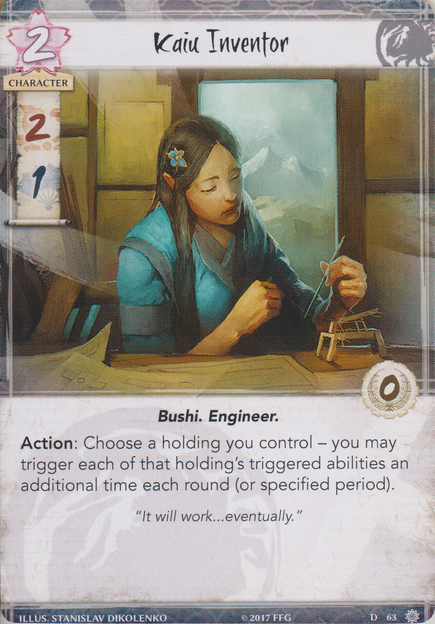 2
Kaiu Inventor
CHARACTER
2
1
0
Bushi. Engineer.
Action: Choose a holding you control – you may
trigger each of that holding's triggered abilities an
additional time each round (or specified period).
"It will work...eventually."
ILLUS. STANISLAV DIKOLENKO © 2017 FFG D 63